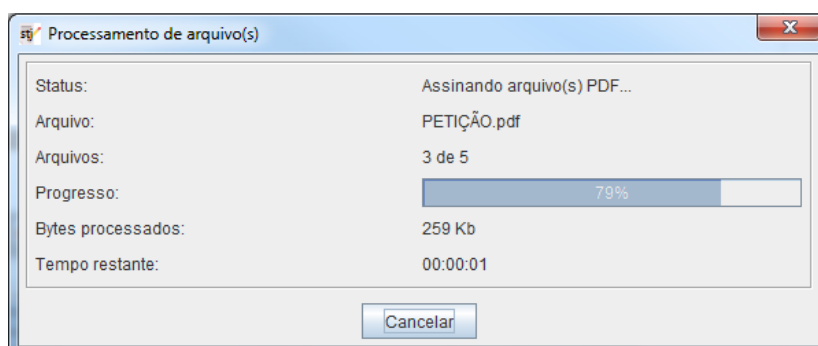 stj Processamento de arquivo(s)
Status: Assinando arquivo(s) PDF...
Arquivo: PETIÇÃO.pdf
Arquivos: 3 de 5
Progresso: 79%
Bytes processados: 259 Kb
Tempo restante: 00:00:01
Cancelar